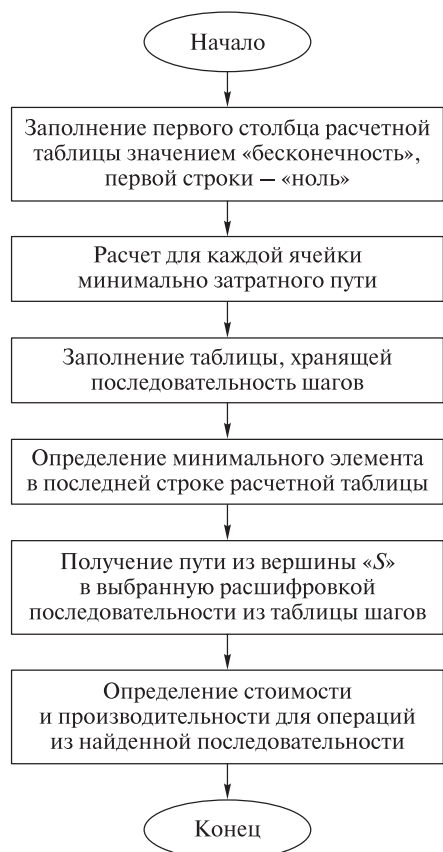 Начало
Заполнение первого столбца расчетной
таблицы значением «бесконечность»,
первой строки – «ноль»
Расчет для каждой ячейки
минимально затратного пути
Заполнение таблицы, хранящей
последовательность шагов
Определение минимального элемента
в последней строке расчетной таблицы
Получение пути из вершины «S»
в выбранную расшифровкой
последовательности из таблицы шагов
Определение стоимости
и производительности для операций
из найденной последовательности
Конец